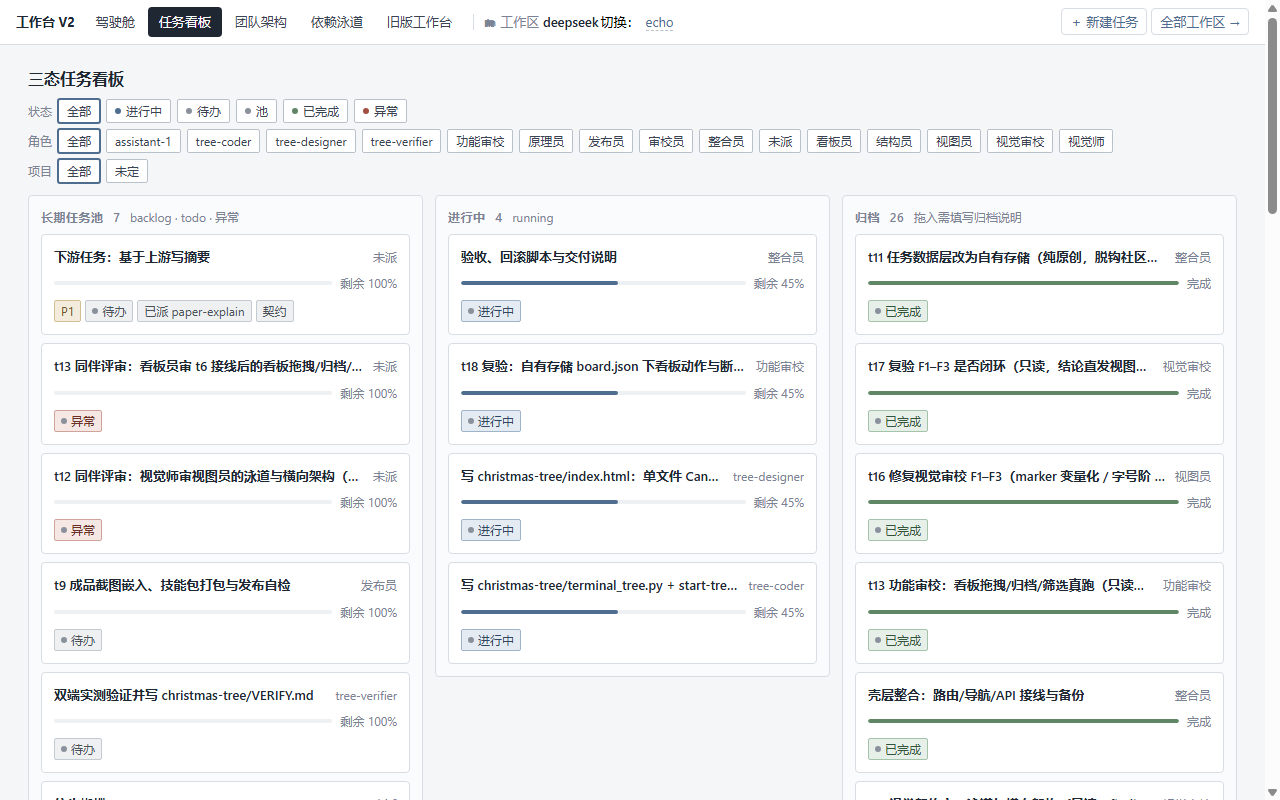 工作台 V2 驾驶舱 任务看板 团队架构 依赖泳道 旧版工作台 工作区 deepseek 切换： echo + 新建任务 全部工作区 →
三态任务看板
状态 全部 进行中 待办 池 已完成 异常
角色 全部 assistant-1 tree-coder tree-designer tree-verifier 功能审校 原理员 发布员 审校员 整合员 未派 看板员 结构员 视图员 视觉审校 视觉师
项目 全部 未定
长期任务池 7 backlog · todo · 异常
下游任务：基于上游写摘要 未派
剩余 100%
P1 待办 已派 paper-explain 契约
t13 同伴评审：看板员审 t6 接线后的看板拖拽/归档/... 未派
剩余 100%
异常
t12 同伴评审：视觉师审视图员的泳道与横向架构（... 未派
剩余 100%
异常
t9 成品截图嵌入、技能包打包与发布自检 发布员
剩余 100%
待办
双端实测验证并写 christmas-tree/VERIFY.md tree-verifier
剩余 100%
待办
进行中 4 running
验收、回滚脚本与交付说明 整合员
剩余 45%
进行中
t18 复验：自有存储 board.json 下看板动作与断... 功能审校
剩余 45%
进行中
写 christmas-tree/index.html：单文件 Can... tree-designer
剩余 45%
进行中
写 christmas-tree/terminal_tree.py + start-tre... tree-coder
剩余 45%
进行中
归档 26 拖入需填写归档说明
t11 任务数据层改为自有存储（纯原创，脱钩社区... 整合员
完成
已完成
t17 复验 F1–F3 是否闭环（只读，结论直发视图... 视觉审校
完成
已完成
t16 修复视觉审校 F1–F3（marker 变量化 / 字号阶 ... 视图员
完成
已完成
t13 功能审校：看板拖拽/归档/筛选真跑（只读... 功能审校
完成
已完成
壳层整合：路由/导航/API 接线与备份 整合员
完成
已完成